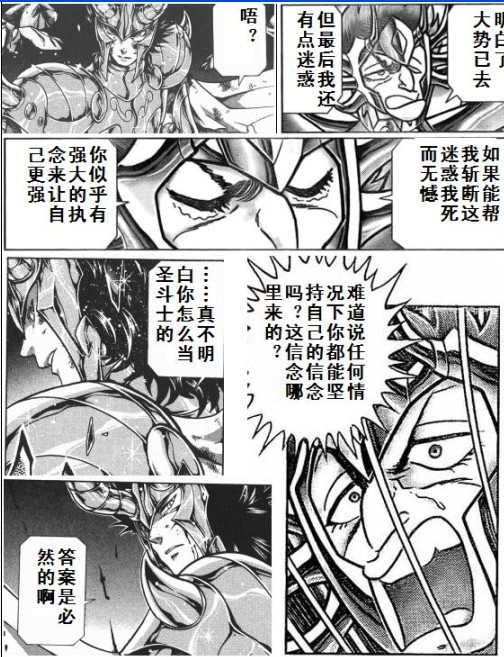 明白了
大势已去
但最后我还
有点迷惑
唔？
如果能帮
我斩断这
迷惑我死
而无憾
你似乎有
强大的执
念来让自
己更强
难道说任何情
况下你都能坚
持自己的信念
吗？这信念哪
里来的？
……真不明
白你怎么当
圣斗士的
答案是必
然的啊